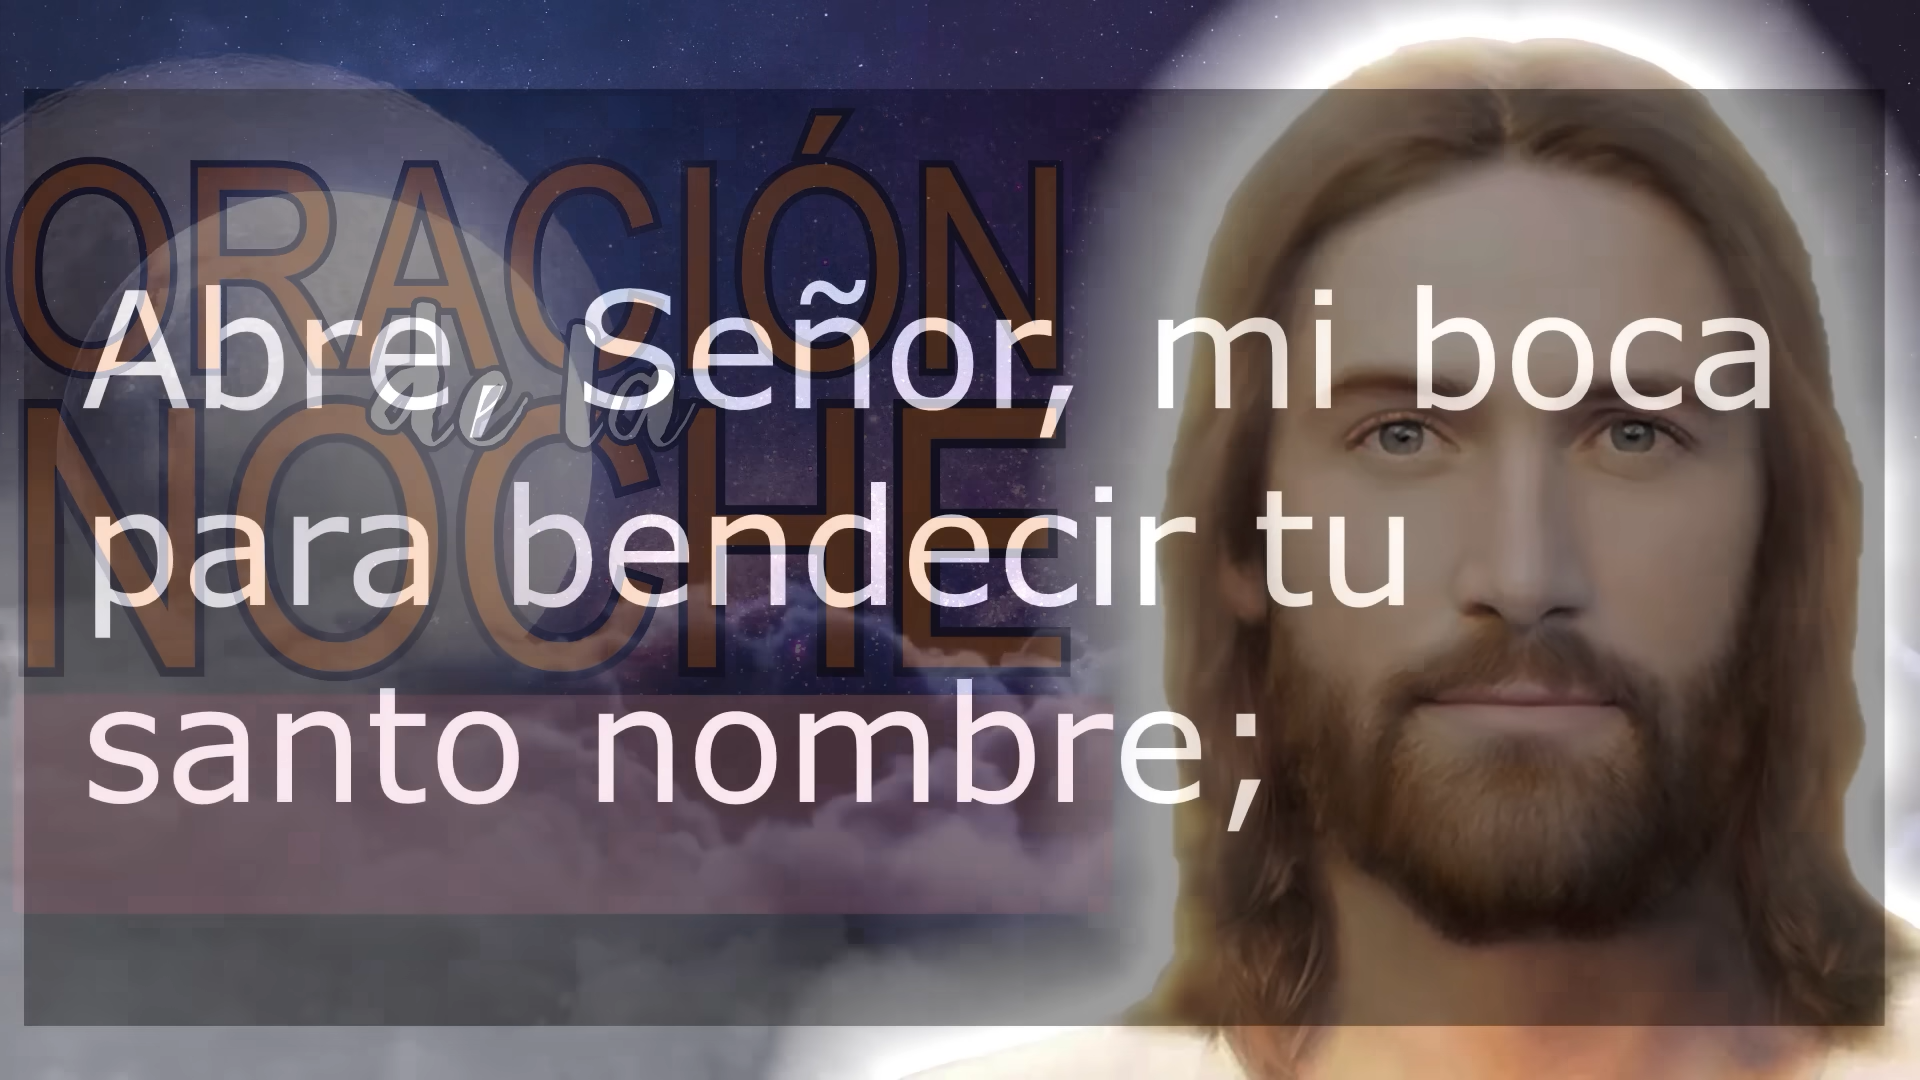 ORACIÓN
de la
NOCHE
Abre, Señor, mi boca
para bendecir tu
santo nombre;